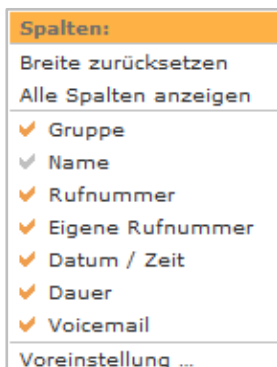 Spalten:
Breite zurücksetzen
Alle Spalten anzeigen
Gruppe
Name
Rufnummer
Eigene Rufnummer
Datum / Zeit
Dauer
Voicemail
Voreinstellung ...